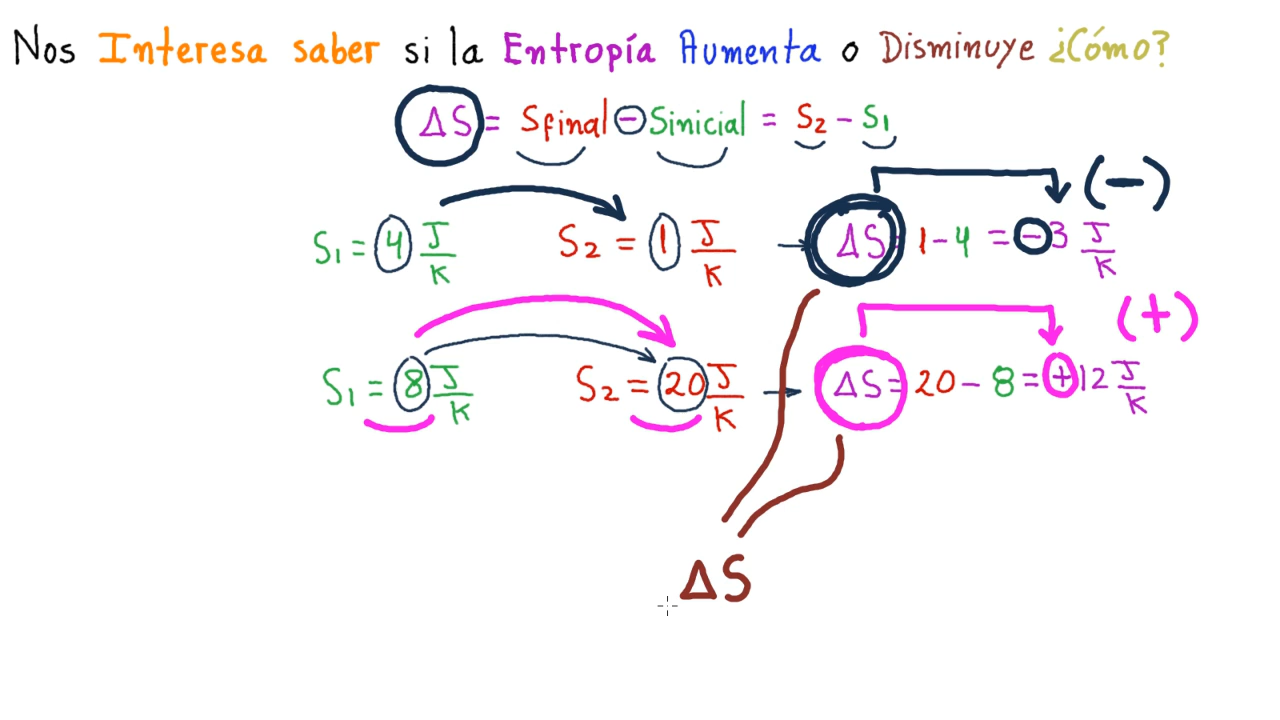 Nos Interesa saber si la Entropía Aumenta o Disminuye ¿Cómo?
ΔS = Sfinal - Sinicial = S2 - S1
(-)
S1 = 4 J/K S2 = 1 J/K → ΔS = 1 - 4 = -3 J/K
(+)
S1 = 8 J/K S2 = 20 J/K → ΔS = 20 - 8 = +12 J/K
ΔS